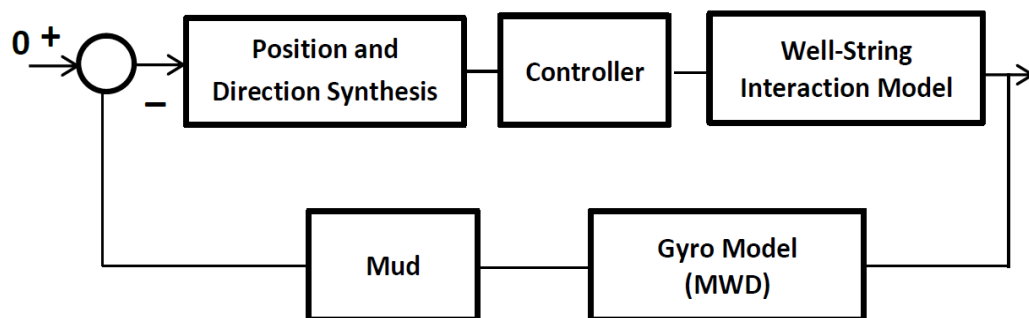 0 +
−
Position and
Direction Synthesis
Controller
Well-String
Interaction Model
Mud
Gyro Model
(MWD)